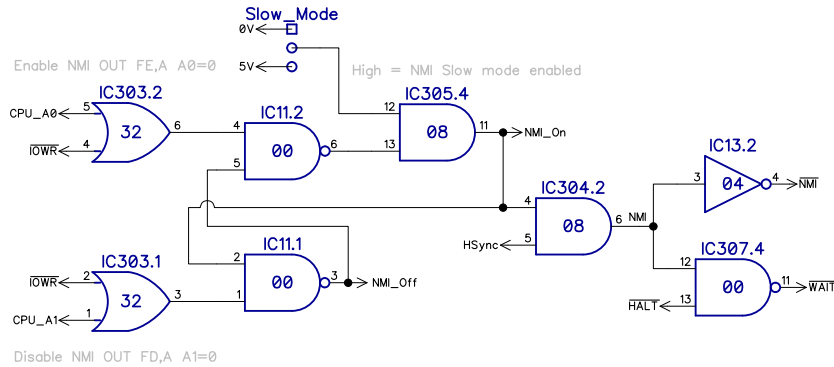 Slow_Mode
0V
5V
Enable NMI OUT FE,A A0=0
High = NMI Slow mode enabled
IC303.2
CPU_A0 5
32
6
IOWR 4
IC11.2
4
00
6
5
IC305.4
12
08
11
13
NMI_On
IC13.2
3
04
4
NMI
IC304.2
4
08
6
NMI
HSync 5
IC307.4
12
00
11
WAIT
HALT 13
IC11.1
2
00
3
NMI_Off
1
IC303.1
IOWR 2
32
3
CPU_A1 1
Disable NMI OUT FD,A A1=0